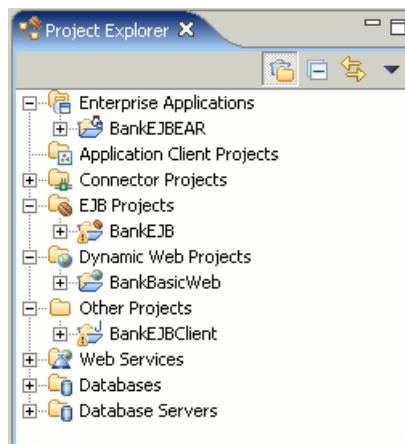 Project Explorer
Enterprise Applications
BankEJBEAR
Application Client Projects
Connector Projects
EJB Projects
BankEJB
Dynamic Web Projects
BankBasicWeb
Other Projects
BankEJBClient
Web Services
Databases
Database Servers